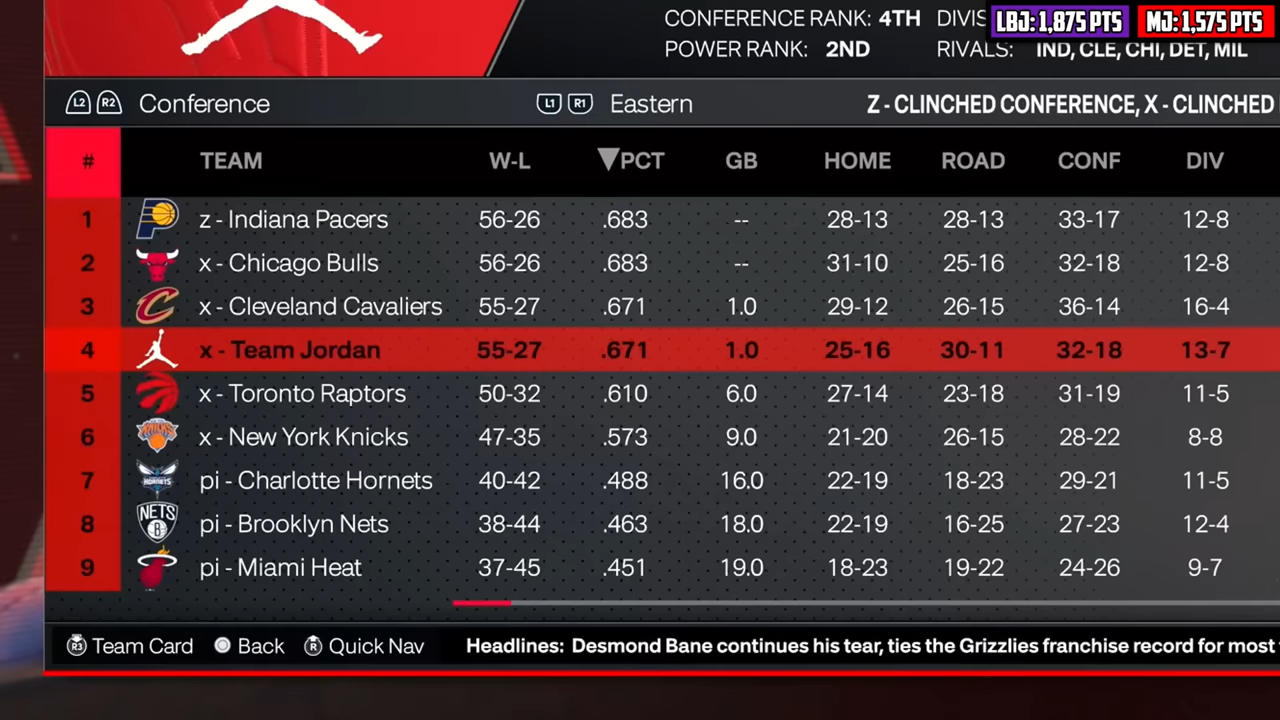 CONFERENCE RANK: 4TH
LBJ: 1,875 PTS MJ: 1,575 PTS
POWER RANK: 2ND RIVALS: IND, CLE, CHI, DET, MIL
L2 R2 Conference L1 R1 Eastern Z - CLINCHED CONFERENCE, X - CLINCHED
# TEAM W-L ▼PCT GB HOME ROAD CONF DIV
1 z - Indiana Pacers 56-26 .683 -- 28-13 28-13 33-17 12-8
2 x - Chicago Bulls 56-26 .683 -- 31-10 25-16 32-18 12-8
3 x - Cleveland Cavaliers 55-27 .671 1.0 29-12 26-15 36-14 16-4
4 x - Team Jordan 55-27 .671 1.0 25-16 30-11 32-18 13-7
5 x - Toronto Raptors 50-32 .610 6.0 27-14 23-18 31-19 11-5
6 x - New York Knicks 47-35 .573 9.0 21-20 26-15 28-22 8-8
7 pi - Charlotte Hornets 40-42 .488 16.0 22-19 18-23 29-21 11-5
8 NETS B pi - Brooklyn Nets 38-44 .463 18.0 22-19 16-25 27-23 12-4
9 pi - Miami Heat 37-45 .451 19.0 18-23 19-22 24-26 9-7
R3 Team Card Back R Quick Nav Headlines: Desmond Bane continues his tear, ties the Grizzlies franchise record for most